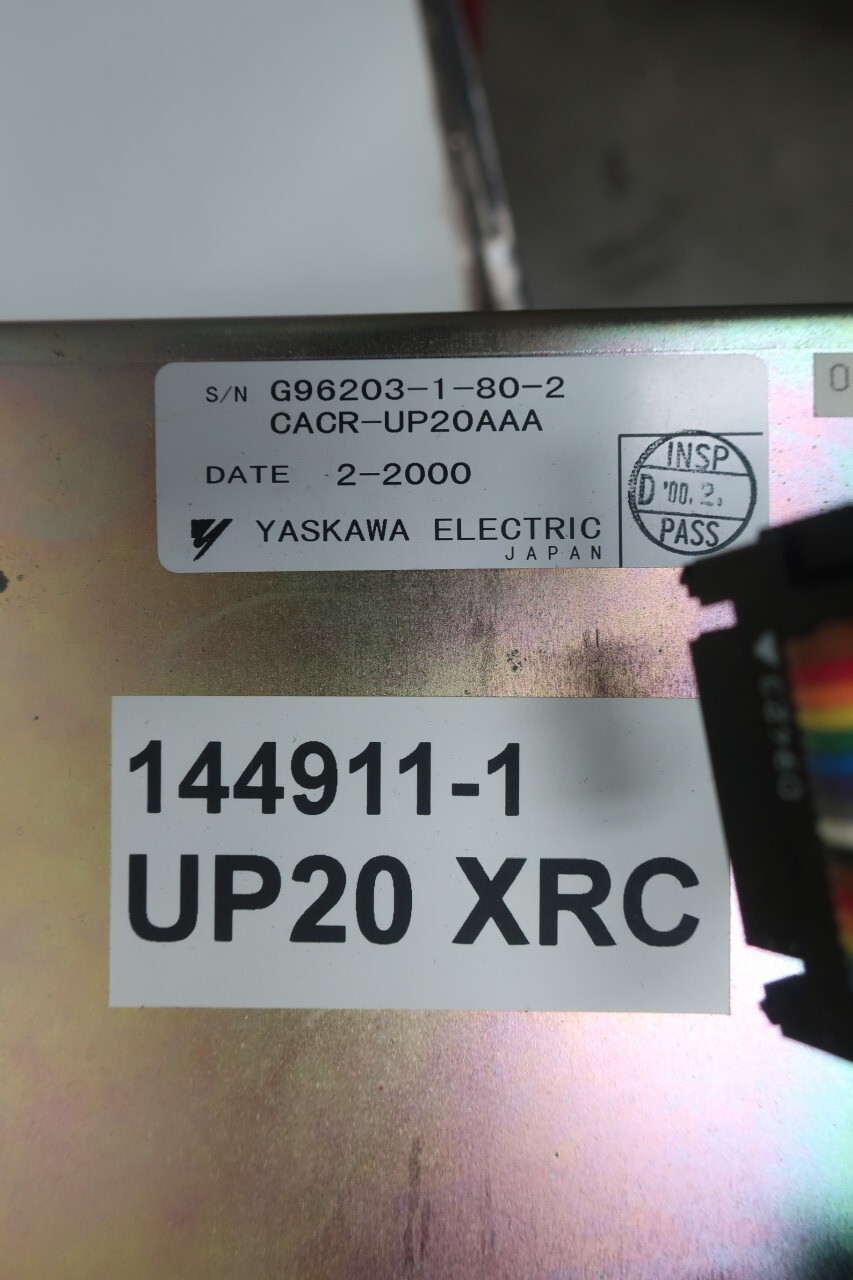 S/N G96203-1-80-2
CACR-UP20AAA
DATE 2-2000
YASKAWA ELECTRIC
JAPAN
INSP
D '00. 2.
PASS
0
144911-1
UP20 XRC